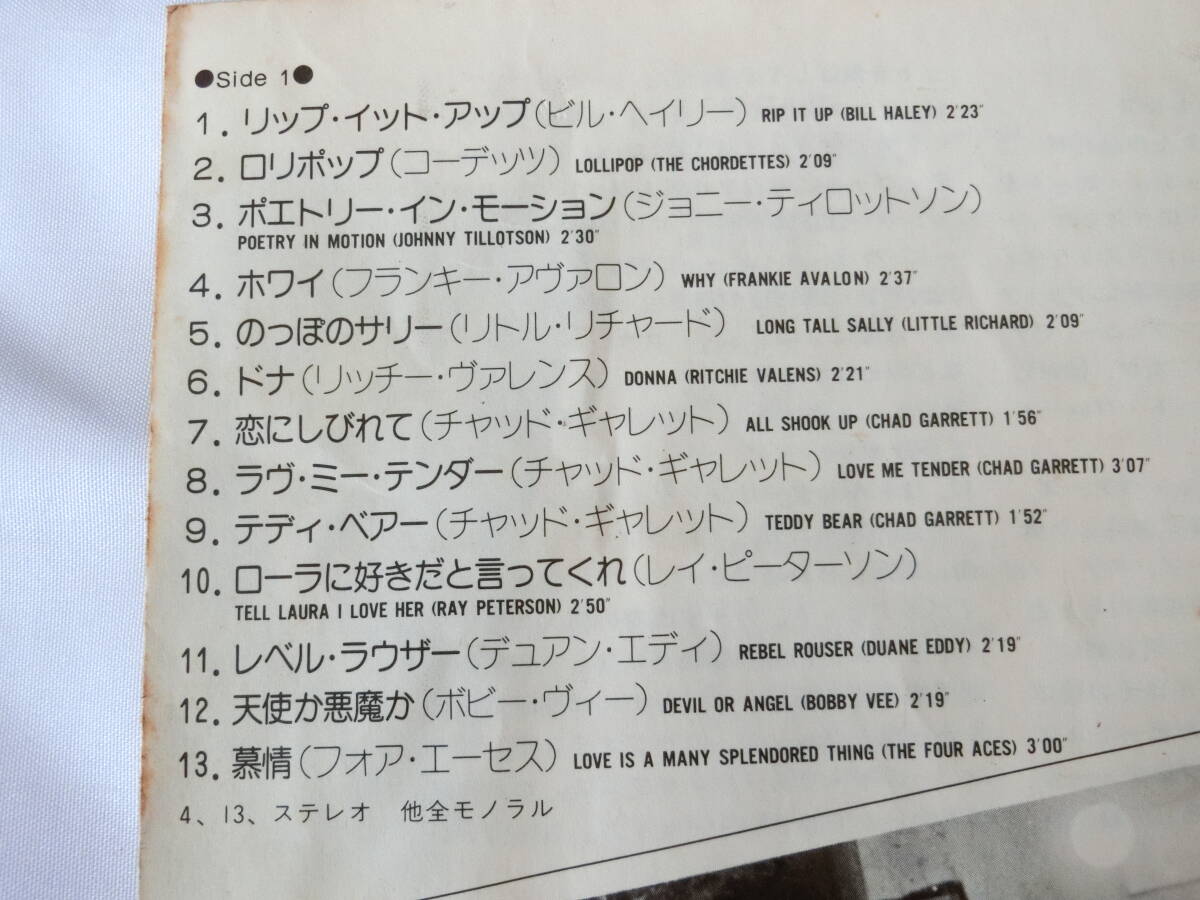 ●Side 1●
1. リップ・イット・アップ(ビル・ヘイリー) RIP IT UP (BILL HALEY) 2'23"
2. ロリポップ(コーデッツ) LOLLIPOP (THE CHORDETTES) 2'09"
3. ポエトリー・イン・モーション(ジョニー・ティロットソン)
POETRY IN MOTION (JOHNNY TILLOTSON) 2'30"
4. ホワイ(フランキー・アヴァロン) WHY (FRANKIE AVALON) 2'37"
5. のっぽのサリー(リトル・リチャード) LONG TALL SALLY (LITTLE RICHARD) 2'09"
6. ドナ(リッチー・ヴァレンス) DONNA (RITCHIE VALENS) 2'21"
7. 恋にしびれて(チャッド・ギャレット) ALL SHOOK UP (CHAD GARRETT) 1'56"
8. ラヴ・ミー・テンダー(チャッド・ギャレット) LOVE ME TENDER (CHAD GARRETT) 3'07"
9. テディ・ベアー(チャッド・ギャレット) TEDDY BEAR (CHAD GARRETT) 1'52"
10. ローラに好きだと言ってくれ(レイ・ピーターソン)
TELL LAURA I LOVE HER (RAY PETERSON) 2'50"
11. レベル・ラウザー(デュアン・エディ) REBEL ROUSER (DUANE EDDY) 2'19"
12. 天使か悪魔か(ボビー・ヴィー) DEVIL OR ANGEL (BOBBY VEE) 2'19"
13. 慕情(フォア・エーセス) LOVE IS A MANY SPLENDORED THING (THE FOUR ACES) 3'00"
4、13、ステレオ 他全モノラル